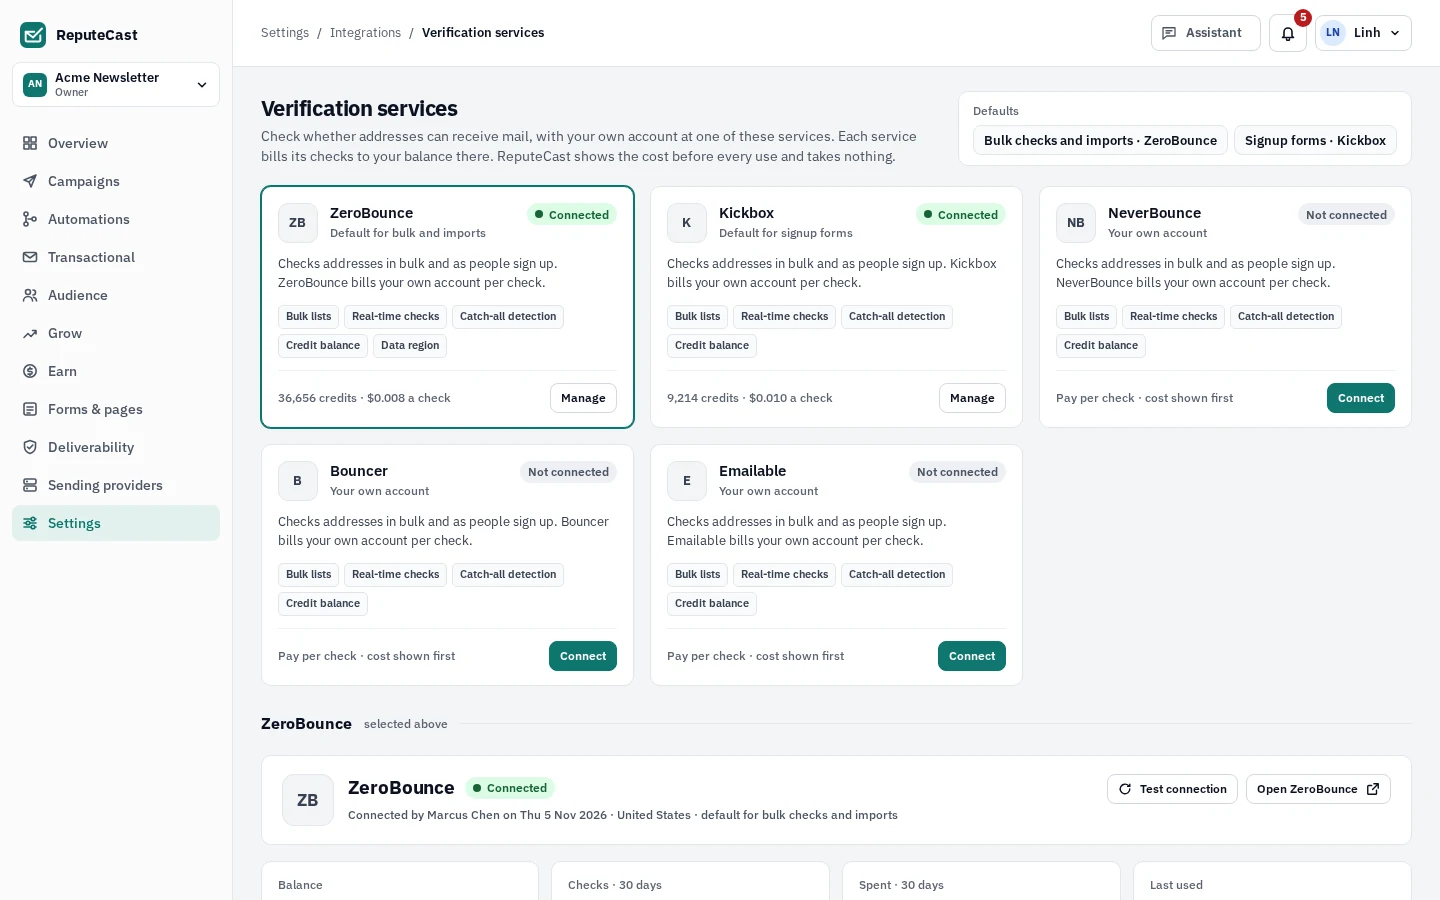 ReputeCast
AN
Acme Newsletter
Owner
Overview
Campaigns
Automations
Transactional
Audience
Grow
Earn
Forms & pages
Deliverability
Sending providers
Settings
Settings / Integrations / Verification services
Assistant
5
LN
Linh
Verification services
Check whether addresses can receive mail, with your own account at one of these services. Each service
bills its checks to your balance there. ReputeCast shows the cost before every use and takes nothing.
Defaults
Bulk checks and imports · ZeroBounce
Signup forms · Kickbox
ZB
ZeroBounce
Default for bulk and imports
Connected
Checks addresses in bulk and as people sign up.
ZeroBounce bills your own account per check.
Bulk lists
Real-time checks
Catch-all detection
Credit balance
Data region
36,656 credits · $0.008 a check
Manage
K
Kickbox
Default for signup forms
Connected
Checks addresses in bulk and as people sign up. Kickbox
bills your own account per check.
Bulk lists
Real-time checks
Catch-all detection
Credit balance
9,214 credits · $0.010 a check
Manage
NB
NeverBounce
Your own account
Not connected
Checks addresses in bulk and as people sign up.
NeverBounce bills your own account per check.
Bulk lists
Real-time checks
Catch-all detection
Credit balance
Pay per check · cost shown first
Connect
B
Bouncer
Your own account
Not connected
Checks addresses in bulk and as people sign up. Bouncer
bills your own account per check.
Bulk lists
Real-time checks
Catch-all detection
Credit balance
Pay per check · cost shown first
Connect
E
Emailable
Your own account
Not connected
Checks addresses in bulk and as people sign up.
Emailable bills your own account per check.
Bulk lists
Real-time checks
Catch-all detection
Credit balance
Pay per check · cost shown first
Connect
ZeroBounce selected above
ZB
ZeroBounce
Connected
Connected by Marcus Chen on Thu 5 Nov 2026 · United States · default for bulk checks and imports
Test connection
Open ZeroBounce
Balance
Checks · 30 days
Spent · 30 days
Last used